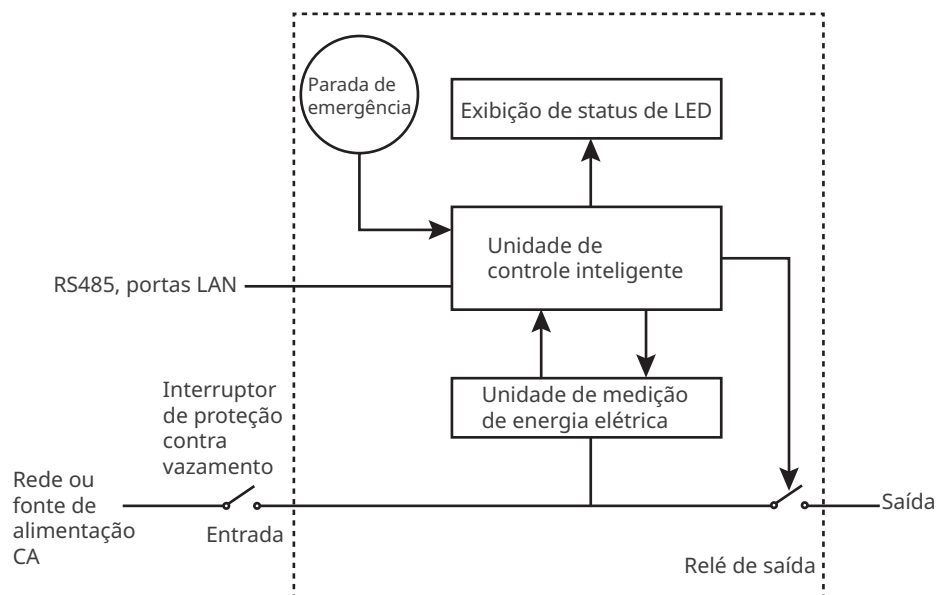 Parada de
emergência
Exibição de status de LED
Unidade de
controle inteligente
RS485, portas LAN
Interruptor
de proteção
contra
vazamento
Unidade de medição
de energia elétrica
Rede ou
fonte de
alimentação
CA
Entrada
Saída
Relé de saída